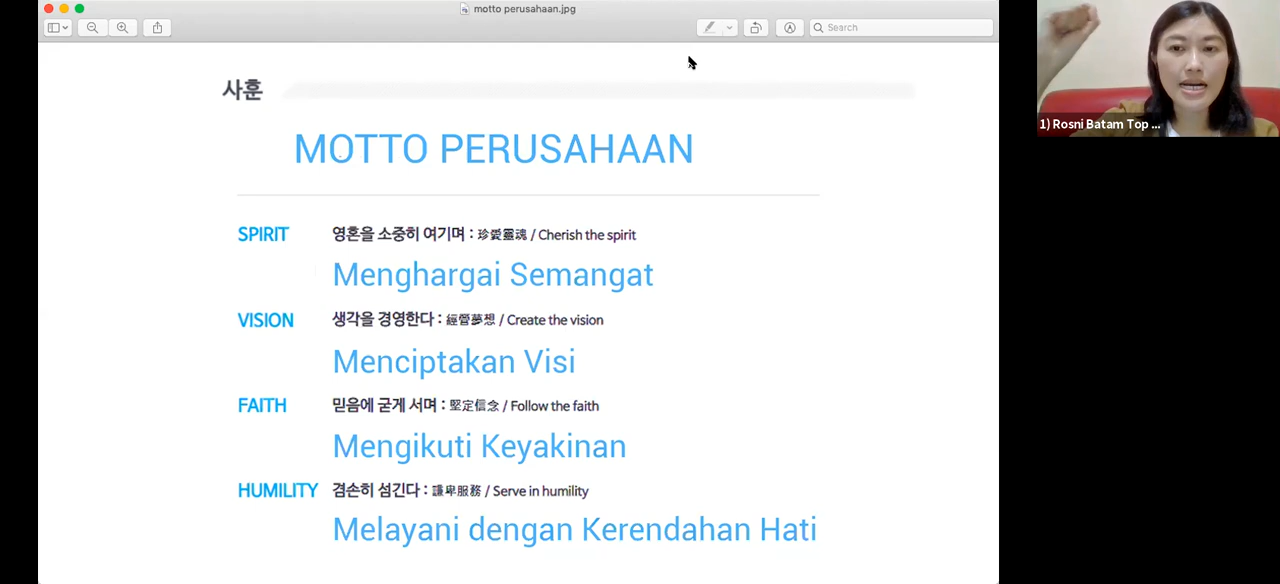 motto perusahaan.jpg
Search
사훈
MOTTO PERUSAHAAN
SPIRIT 영혼을 소중히 여기며 : 珍愛靈魂 / Cherish the spirit
Menghargai Semangat
VISION 생각을 경영한다 : 經營夢想 / Create the vision
Menciptakan Visi
FAITH 믿음에 굳게 서며 : 堅定信念 / Follow the faith
Mengikuti Keyakinan
HUMILITY 겸손히 섬긴다 : 謙卑服務 / Serve in humility
Melayani dengan Kerendahan Hati
1) Rosni Batam Top ...